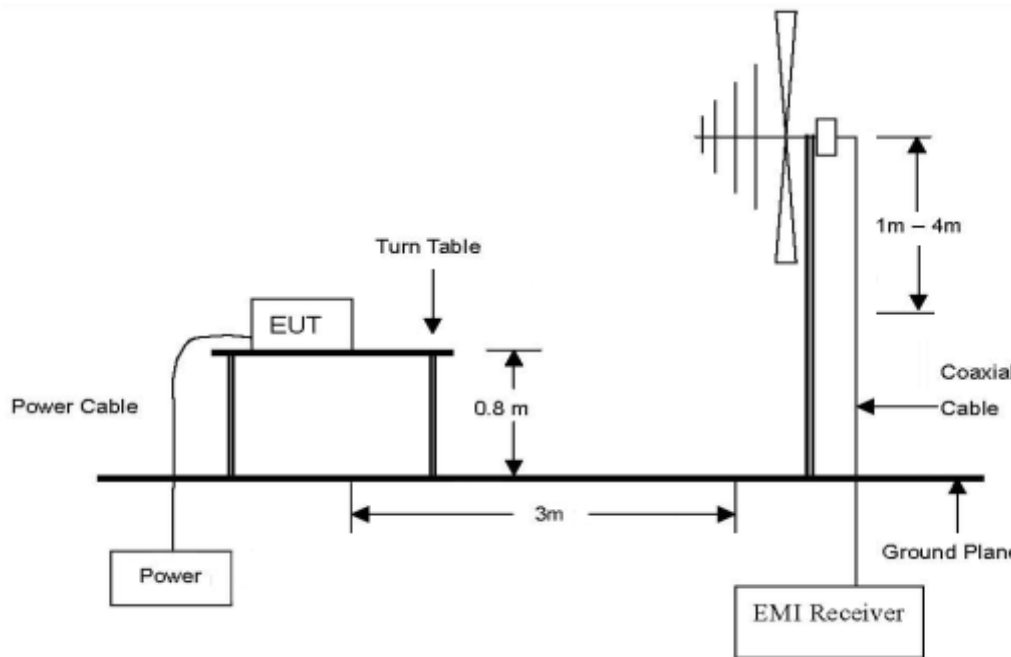 1m – 4m
Turn Table
EUT
Coaxial
Cable
Power Cable
0.8 m
3m
Ground Plane
Power
EMI Receiver